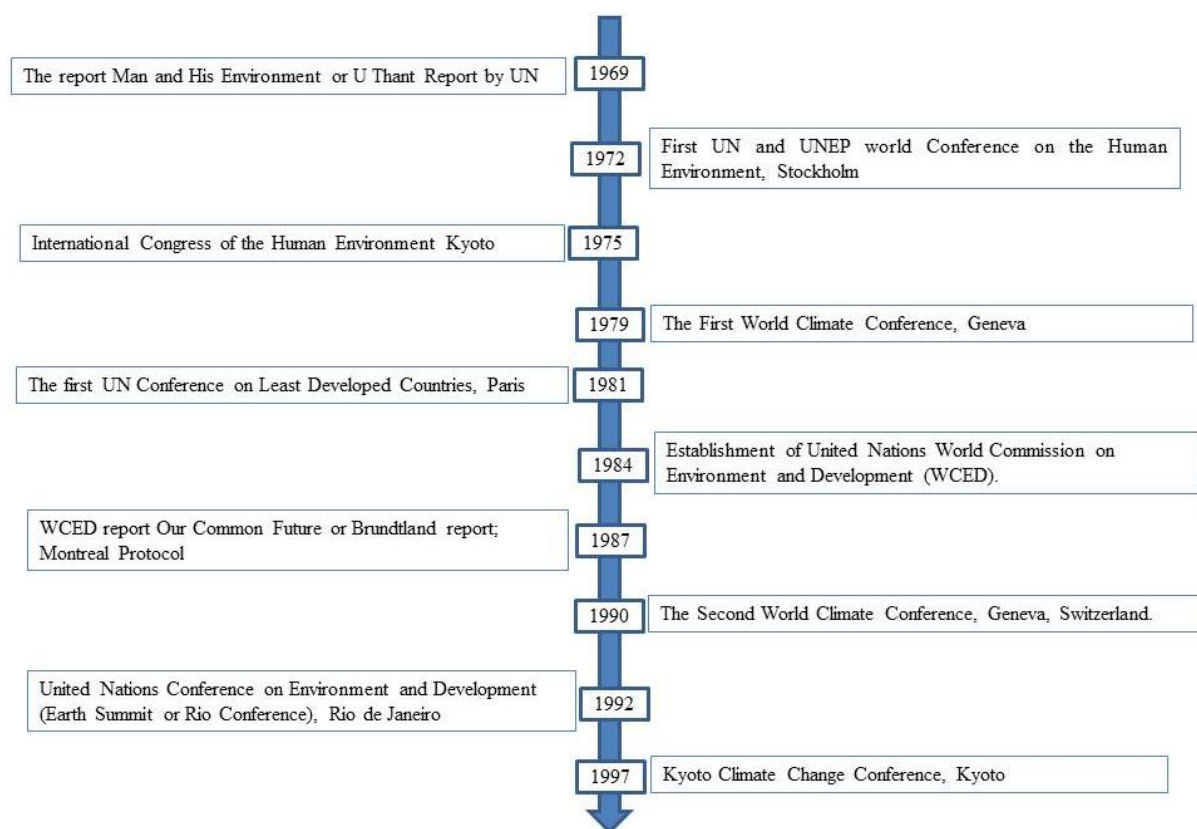 The report Man and His Environment or U Thant Report by UN
1969
1972
First UN and UNEP world Conference on the Human
Environment, Stockholm
International Congress of the Human Environment Kyoto
1975
1979
The First World Climate Conference, Geneva
The first UN Conference on Least Developed Countries, Paris
1981
1984
Establishment of United Nations World Commission on
Environment and Development (WCED).
WCED report Our Common Future or Brundtland report;
Montreal Protocol
1987
1990
The Second World Climate Conference, Geneva, Switzerland.
United Nations Conference on Environment and Development
(Earth Summit or Rio Conference), Rio de Janeiro
1992
1997
Kyoto Climate Change Conference, Kyoto